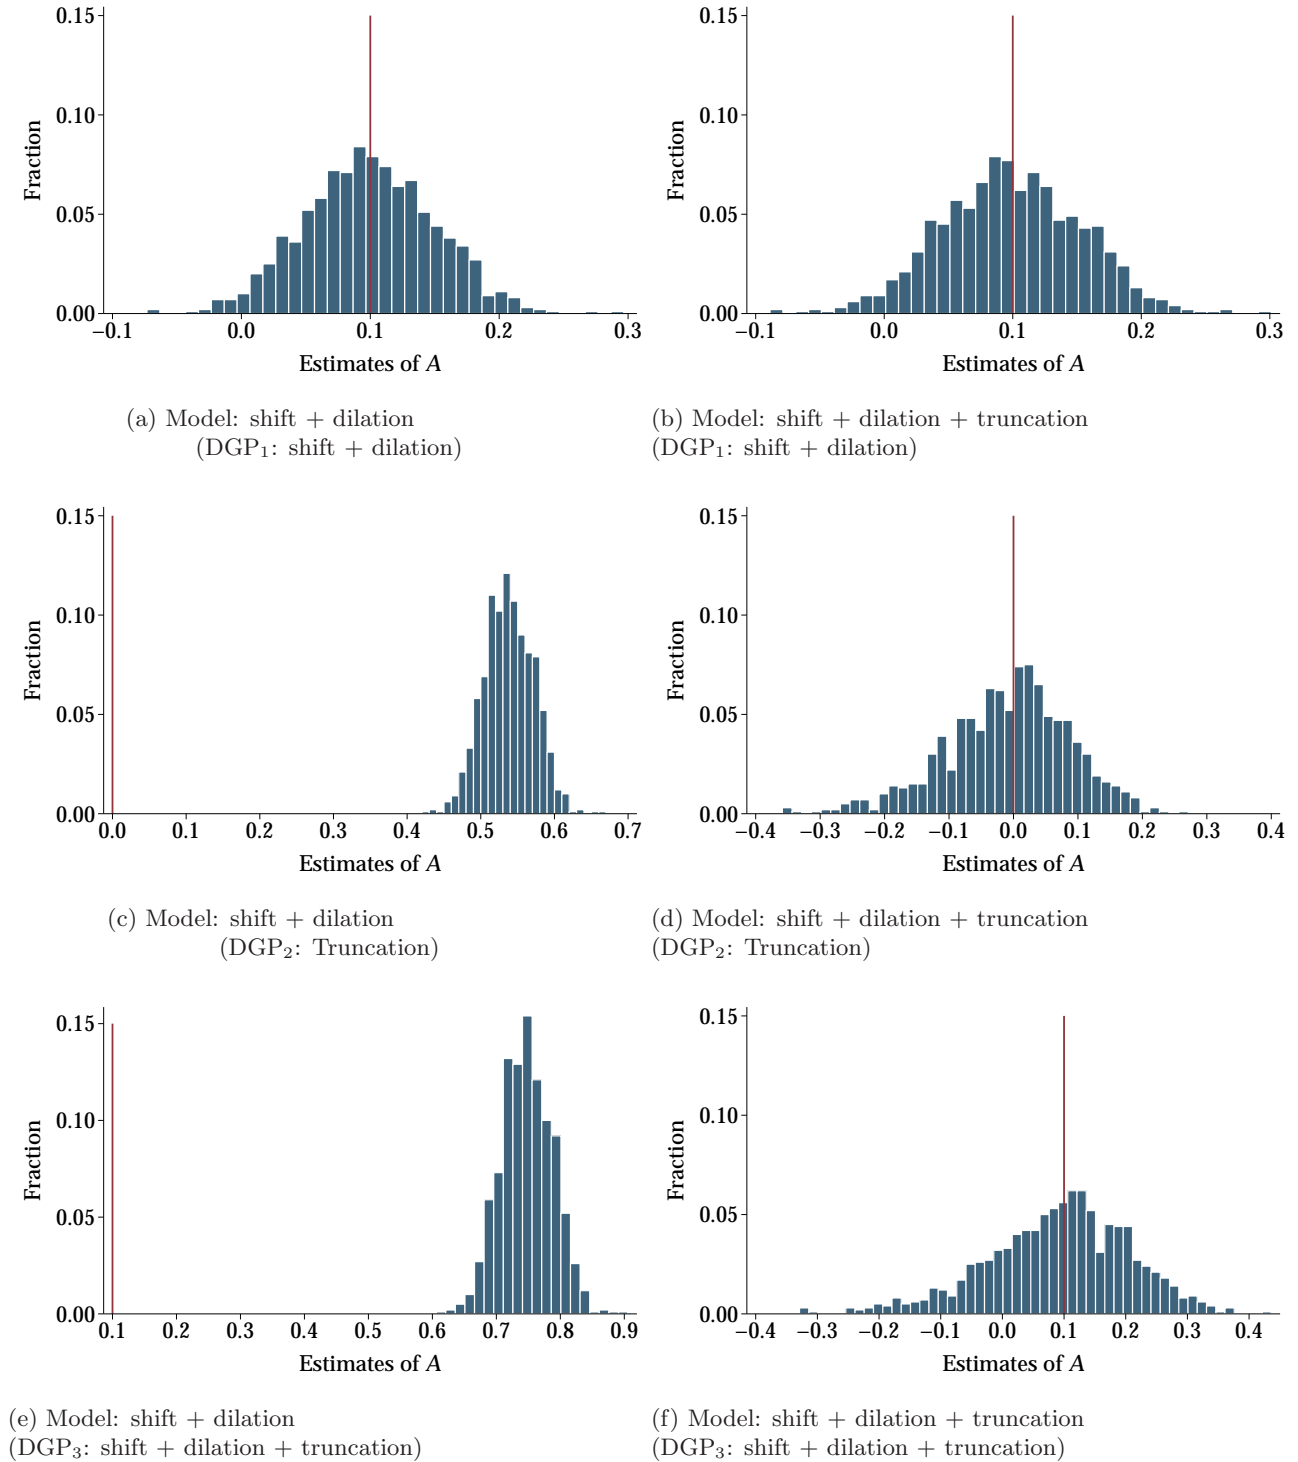 0.15
0.10
0.05
0.00
Fraction
−0.1 0.0 0.1 0.2 0.3
Estimates of A
(a) Model: shift + dilation
(DGP₁: shift + dilation)
0.15
0.10
0.05
0.00
Fraction
−0.1 0.0 0.1 0.2 0.3
Estimates of A
(b) Model: shift + dilation + truncation
(DGP₁: shift + dilation)
0.15
0.10
0.05
0.00
Fraction
0.0 0.1 0.2 0.3 0.4 0.5 0.6 0.7
Estimates of A
(c) Model: shift + dilation
(DGP₂: Truncation)
0.15
0.10
0.05
0.00
Fraction
−0.4 −0.3 −0.2 −0.1 0.0 0.1 0.2 0.3 0.4
Estimates of A
(d) Model: shift + dilation + truncation
(DGP₂: Truncation)
0.15
0.10
0.05
0.00
Fraction
0.1 0.2 0.3 0.4 0.5 0.6 0.7 0.8 0.9
Estimates of A
(e) Model: shift + dilation
(DGP₃: shift + dilation + truncation)
0.15
0.10
0.05
0.00
Fraction
−0.4 −0.3 −0.2 −0.1 0.0 0.1 0.2 0.3 0.4
Estimates of A
(f) Model: shift + dilation + truncation
(DGP₃: shift + dilation + truncation)